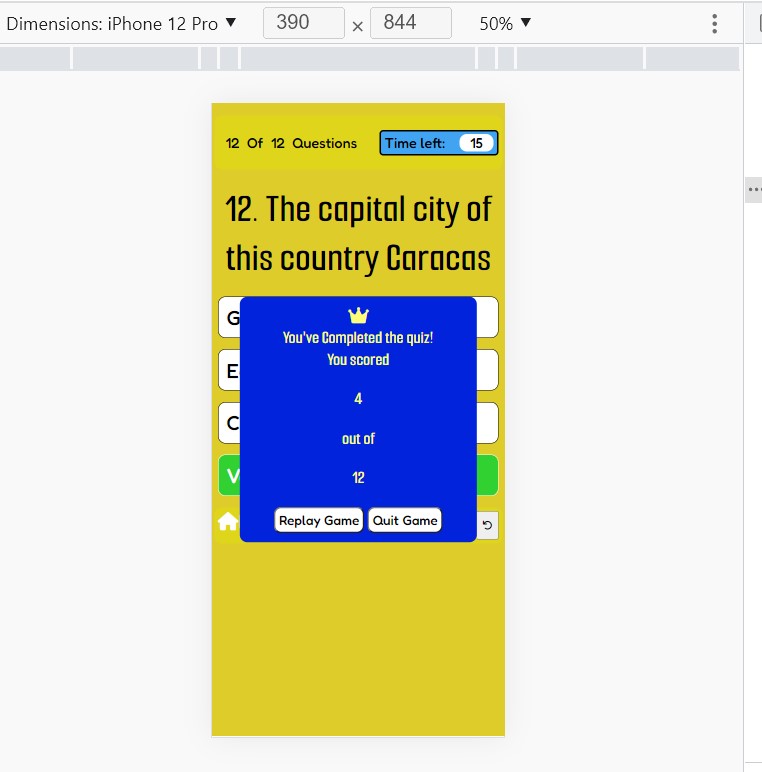 Dimensions: iPhone 12 Pro 390 × 844 50%
12 Of 12 Questions Time left: 15
12. The capital city of
this country Caracas
G
You've Completed the quiz!
You scored
E
4
C
out of
V
12
Replay Game Quit Game